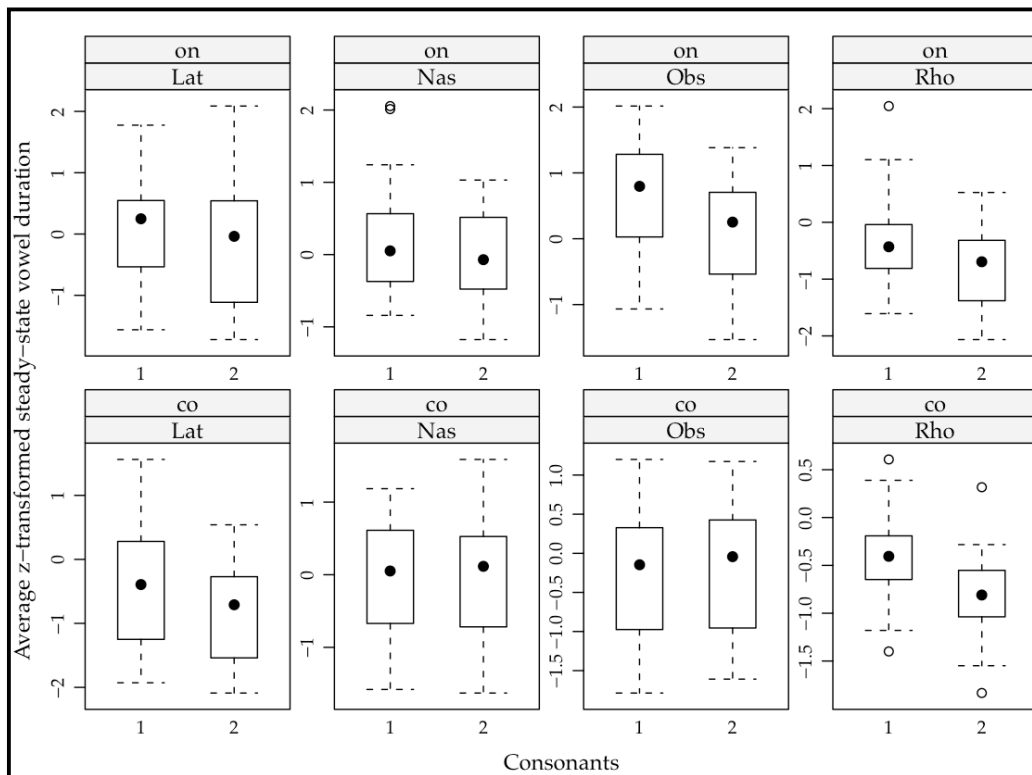 Average z−transformed steady−state vowel duration
on
Lat
2
1
0
−1
1 2
on
Nas
2
1
0
−1
1 2
on
Obs
2
1
0
−1
1 2
on
Rho
2
1
0
−1
−2
1 2
co
Lat
1
0
−1
−2
1 2
co
Nas
1
0
−1
1 2
co
Obs
1.0
0.5
0.0
−0.5
−1.0
−1.5
1 2
co
Rho
0.5
0.0
−0.5
−1.0
−1.5
1 2
Consonants